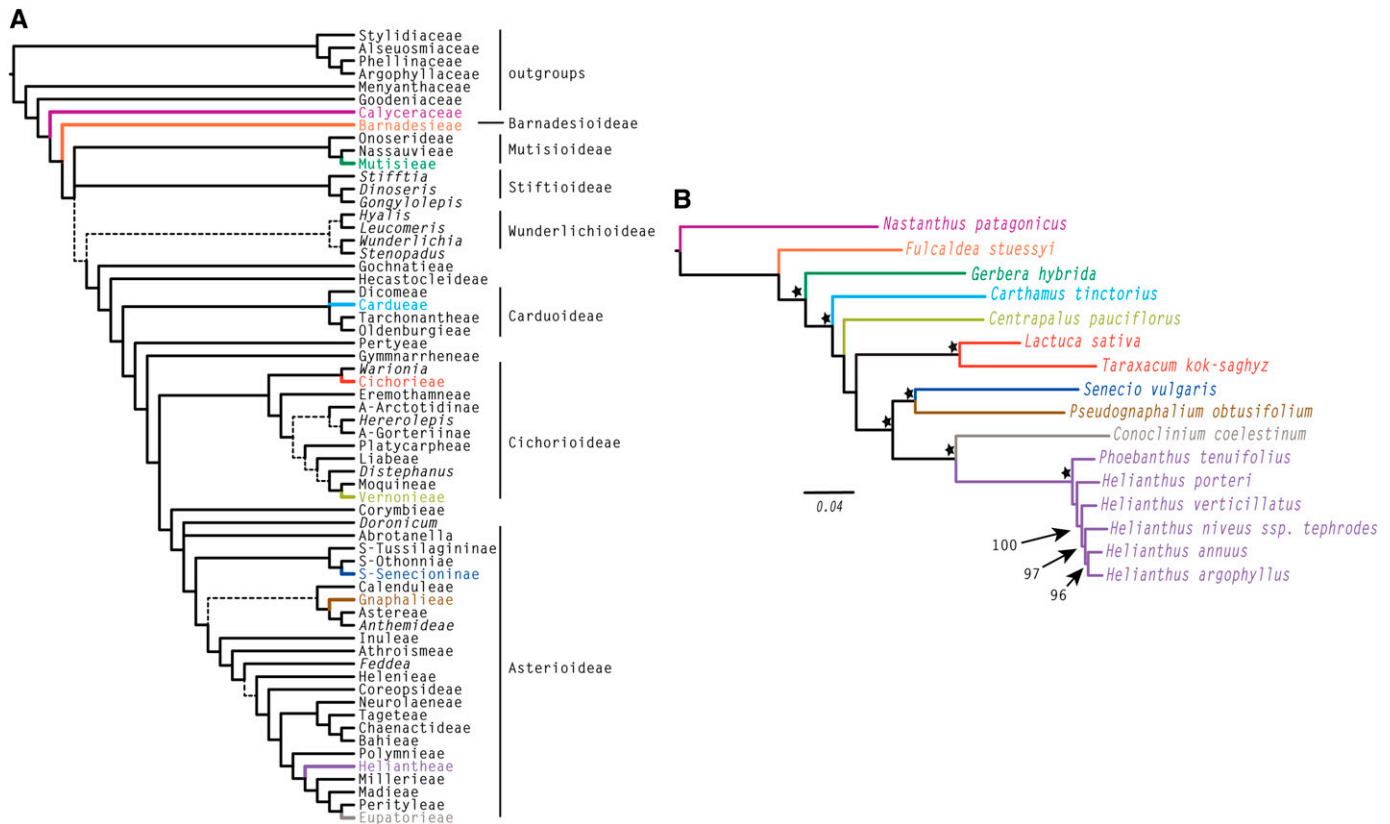 A
Stylidiaceae
Alseuosmiaceae
Phellinaceae
Argophyllaceae
Menyanthaceae
Goodeniaceae
Calyceraceae
Barnadesieae
Onoserideae
Nassauvieae
Mutisieae
Stifftia
Dinoseris
Gongylolepis
Hyalis
Leucomeris
Wunderlichia
Stenopadus
Gochnatieae
Hecastocleideae
Dicomeae
Cardueae
Tarchonantheae
Oldenburgieae
Pertyeae
Gymmnarrheneae
Warionia
Cichorieae
Eremothamneae
A-Arctotidinae
Hererolepis
A-Gorteriinae
Platycarpheae
Liabeae
Distephanus
Moquineae
Vernonieae
Corymbieae
Doronicum
Abrotanella
S-Tussilagininae
S-Othonniae
S-Senecioninae
Calenduleae
Gnaphalieae
Astereae
Anthemideae
Inuleae
Athroismeae
Feddea
Helenieae
Coreopsideae
Neurolaeneae
Tageteae
Chaenactideae
Bahieae
Polymnieae
Heliantheae
Millerieae
Madieae
Perityleae
Eupatorieae
outgroups
Barnadesioideae
Mutisioideae
Stiftioideae
Wunderlichioideae
Carduoideae
Cichorioideae
Asterioideae
B
Nastanthus patagonicus
Fulcaldea stuessyi
Gerbera hybrida
Carthamus tinctorius
Centrapalus pauciflorus
Lactuca sativa
Taraxacum kok-saghyz
Senecio vulgaris
Pseudognaphalium obtusifolium
Conoclinium coelestinum
Phoebanthus tenuifolius
Helianthus porteri
Helianthus verticillatus
Helianthus niveus ssp. tephrodes
Helianthus annuus
Helianthus argophyllus
0.04
100
97
96